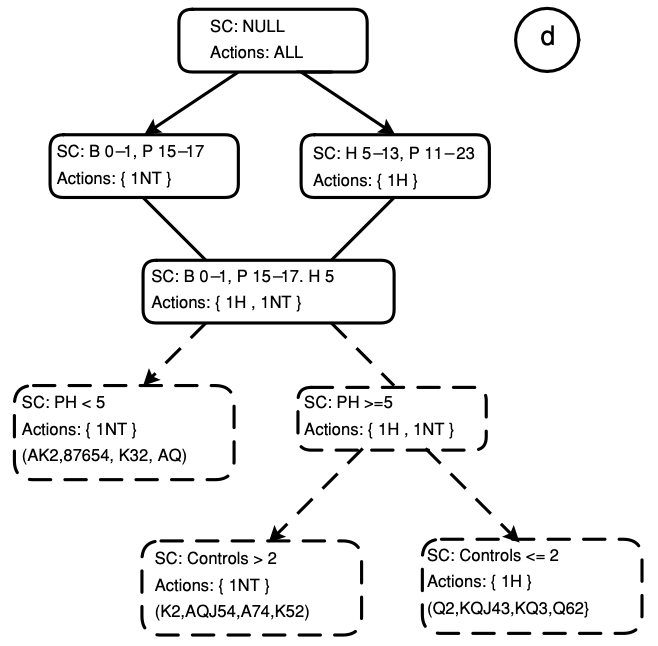 SC: NULL
Actions: ALL
d
SC: B 0–1, P 15–17
Actions: { 1NT }
SC: H 5–13, P 11–23
Actions: { 1H }
SC: B 0–1, P 15–17. H 5
Actions: { 1H , 1NT }
SC: PH < 5
Actions: { 1NT }
(AK2,87654, K32, AQ)
SC: PH >=5
Actions: { 1H , 1NT }
SC: Controls > 2
Actions: { 1NT }
(K2,AQJ54,A74,K52)
SC: Controls <= 2
Actions: { 1H }
(Q2,KQJ43,KQ3,Q62}